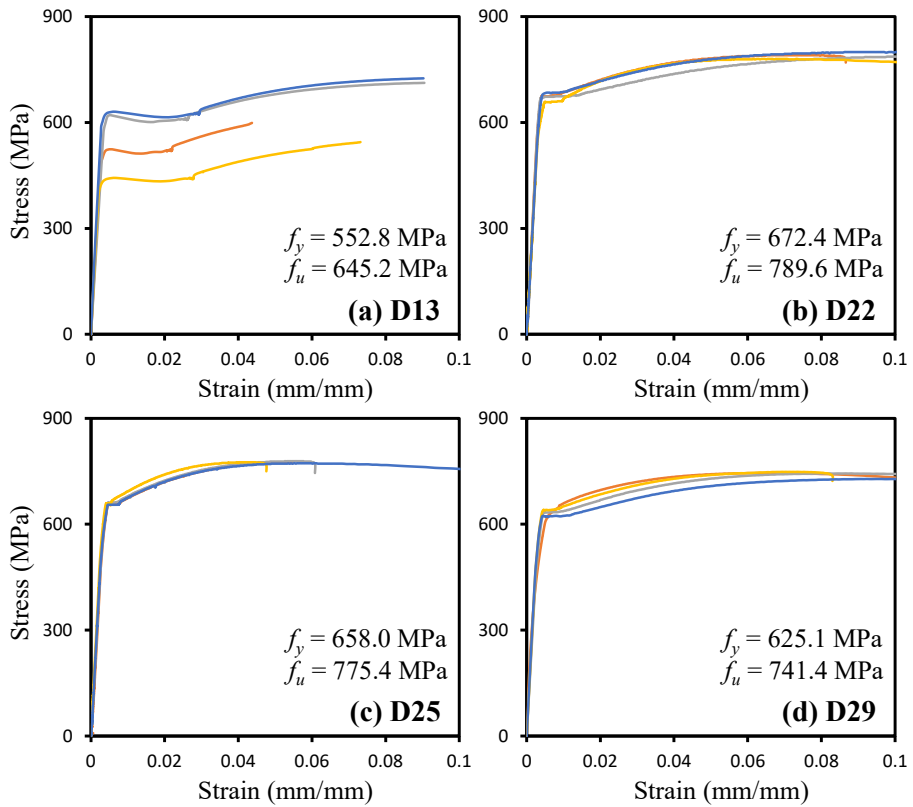 900
600
300
0
Stress (MPa)
f_y = 552.8 MPa
f_u = 645.2 MPa
(a) D13
0 0.02 0.04 0.06 0.08 0.1
Strain (mm/mm)
900
600
300
0
f_y = 672.4 MPa
f_u = 789.6 MPa
(b) D22
0 0.02 0.04 0.06 0.08 0.1
Strain (mm/mm)
900
600
300
0
Stress (MPa)
f_y = 658.0 MPa
f_u = 775.4 MPa
(c) D25
0 0.02 0.04 0.06 0.08 0.1
Strain (mm/mm)
900
600
300
0
f_y = 625.1 MPa
f_u = 741.4 MPa
(d) D29
0 0.02 0.04 0.06 0.08 0.1
Strain (mm/mm)